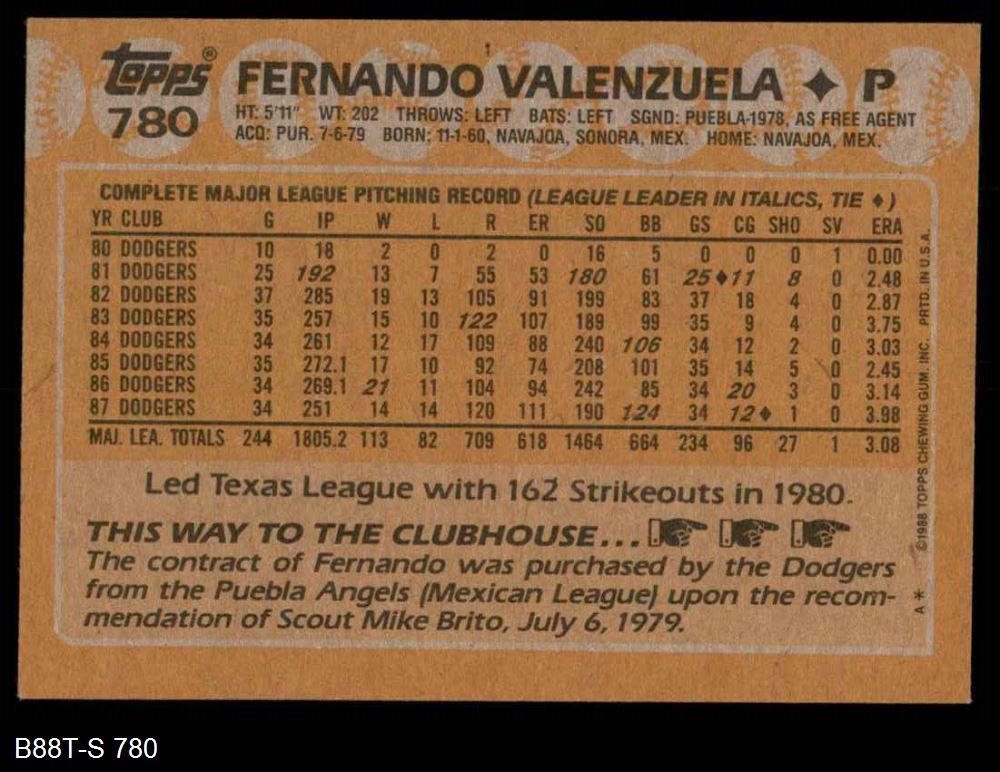 1
Topps®
FERNANDO VALENZUELA ♦ P
780
HT: 5'11" WT: 202 THROWS: LEFT BATS: LEFT SGND: PUEBLA-1978, AS FREE AGENT
ACQ: PUR. 7-6-79 BORN: 11-1-60, NAVAJOA, SONORA, MEX. HOME: NAVAJOA, MEX.
COMPLETE MAJOR LEAGUE PITCHING RECORD (LEAGUE LEADER IN ITALICS, TIE ♦)
YR CLUB G IP W L R ER SO BB GS CG SHO SV ERA
80 DODGERS 10 18 2 0 2 0 16 5 0 0 0 1 0.00
81 DODGERS 25 192 13 7 55 53 180 61 25♦11 8 0 2.48
82 DODGERS 37 285 19 13 105 91 199 83 37 18 4 0 2.87
83 DODGERS 35 257 15 10 122 107 189 99 35 9 4 0 3.75
84 DODGERS 34 261 12 17 109 88 240 106 34 12 2 0 3.03
85 DODGERS 35 272.1 17 10 92 74 208 101 35 14 5 0 2.45
86 DODGERS 34 269.1 21 11 104 94 242 85 34 20 3 0 3.14
87 DODGERS 34 251 14 14 120 111 190 124 34 12♦ 1 0 3.98
MAJ. LEA. TOTALS 244 1805.2 113 82 709 618 1464 664 234 96 27 1 3.08
Led Texas League with 162 Strikeouts in 1980.
THIS WAY TO THE CLUBHOUSE...
The contract of Fernando was purchased by the Dodgers
from the Puebla Angels (Mexican League) upon the recom-
mendation of Scout Mike Brito, July 6, 1979.
©1988 TOPPS CHEWING GUM, INC. PRTD. IN U.S.A.
A *
B88T-S 780